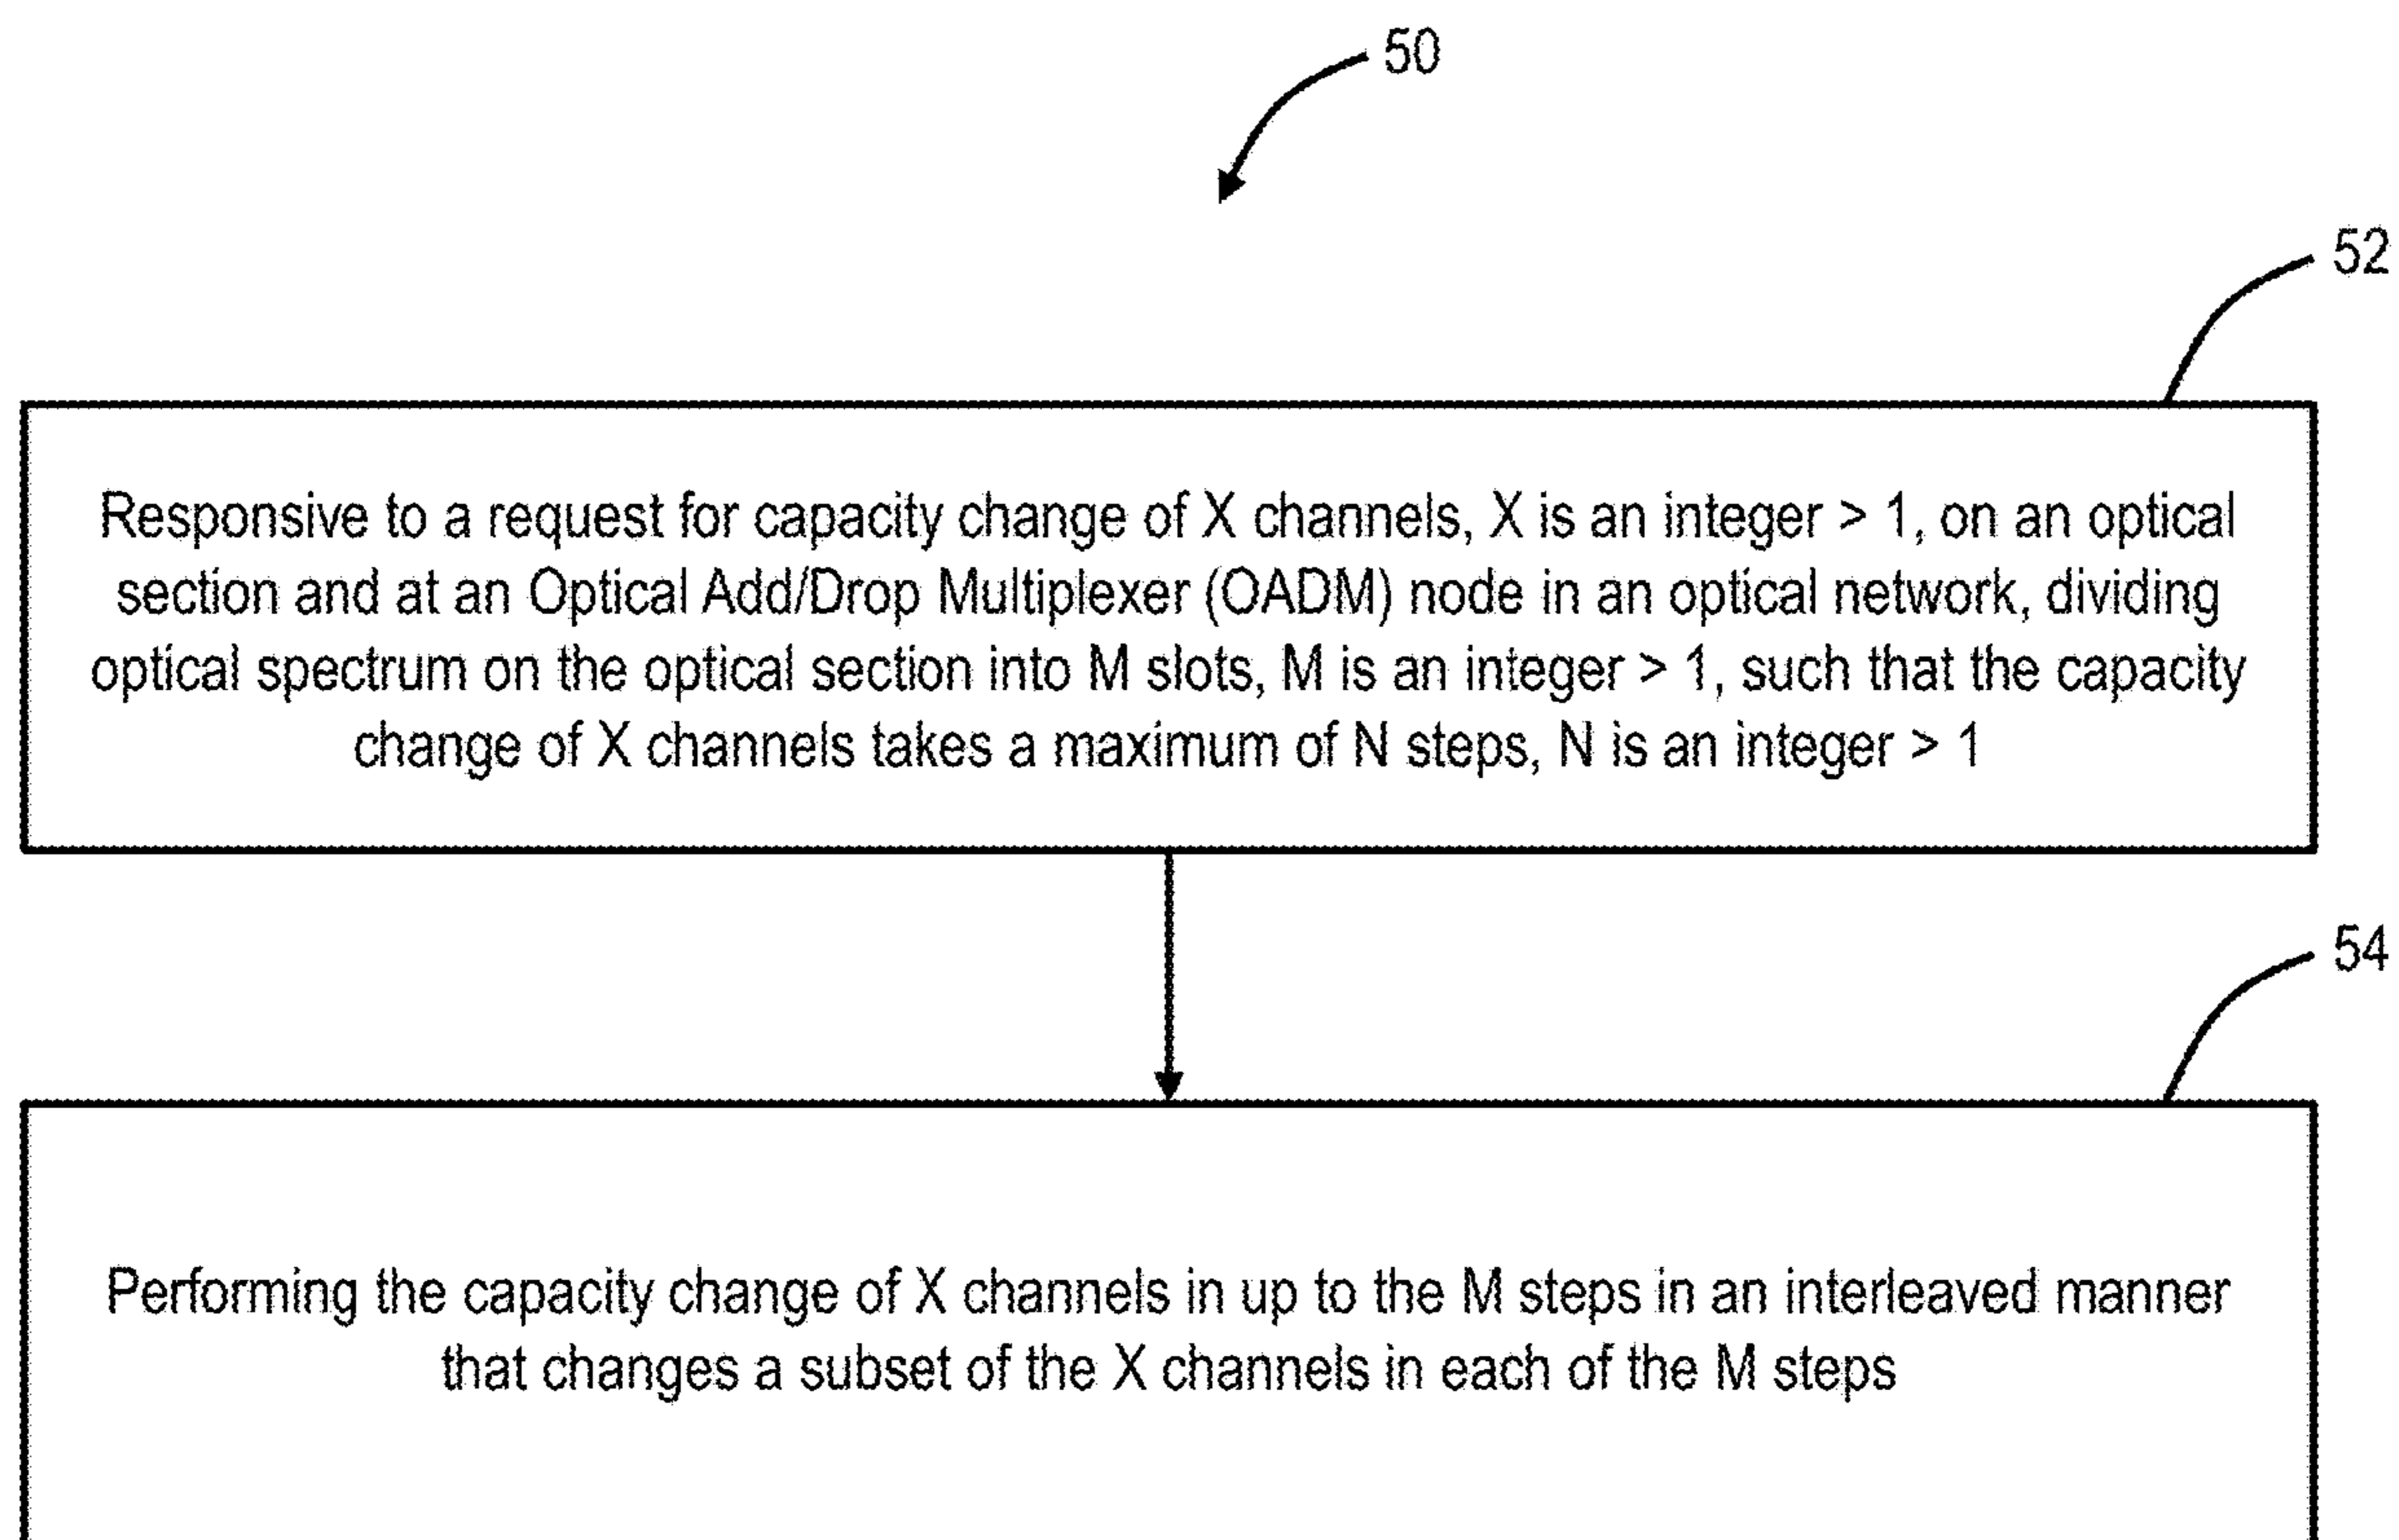 50
52
Responsive to a request for capacity change of X channels, X is an integer > 1, on an optical
section and at an Optical Add/Drop Multiplexer (OADM) node in an optical network, dividing
optical spectrum on the optical section into M slots, M is an integer > 1, such that the capacity
change of X channels takes a maximum of N steps, N is an integer > 1
54
Performing the capacity change of X channels in up to the M steps in an interleaved manner
that changes a subset of the X channels in each of the M steps